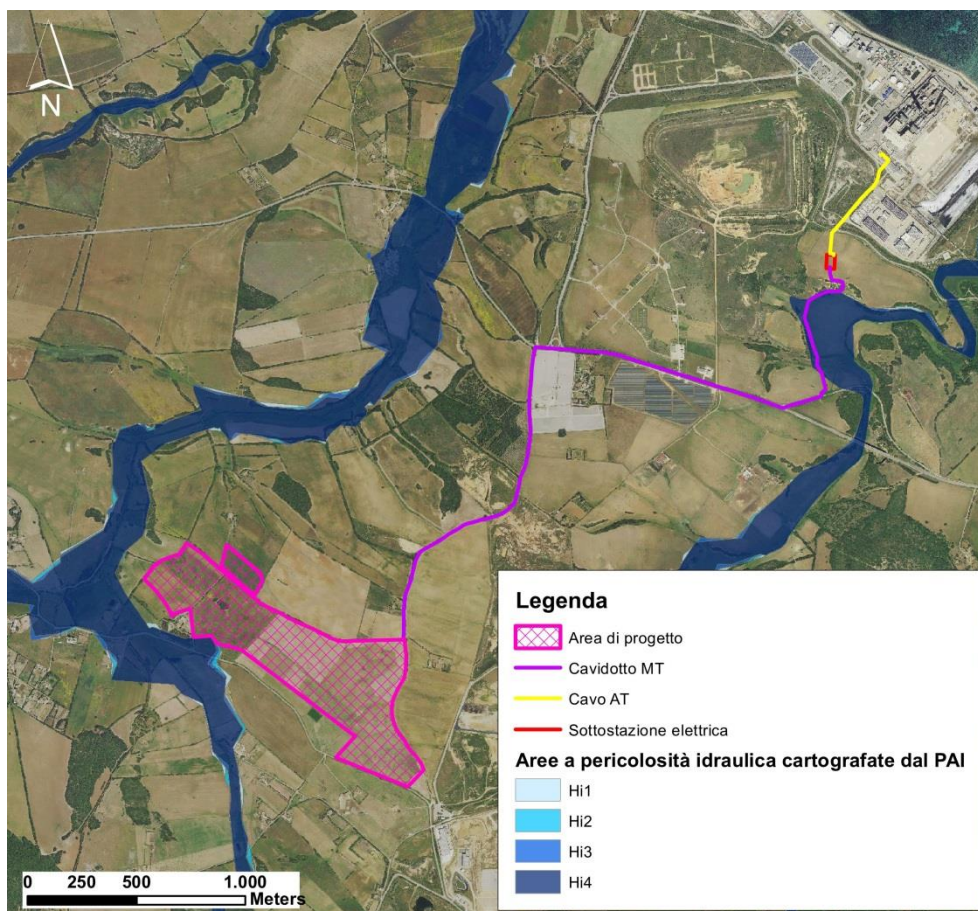 N
Legenda
Area di progetto
Cavidotto MT
Cavo AT
Sottostazione elettrica
Aree a pericolosità idraulica cartografate dal PAI
Hi1
Hi2
Hi3
Hi4
0 250 500 1.000
Meters